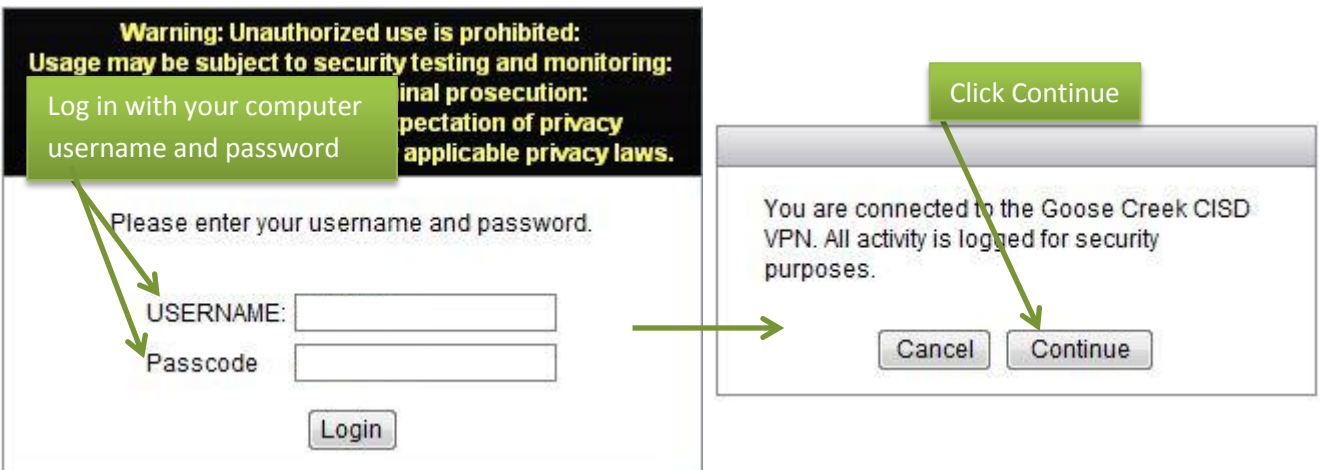 Warning: Unauthorized use is prohibited:
Usage may be subject to security testing and monitoring:
inal prosecution:
pectation of privacy
applicable privacy laws.
Log in with your computer
username and password
Please enter your username and password.
USERNAME:
Passcode
Login
Click Continue
You are connected to the Goose Creek CISD
VPN. All activity is logged for security
purposes.
Cancel Continue